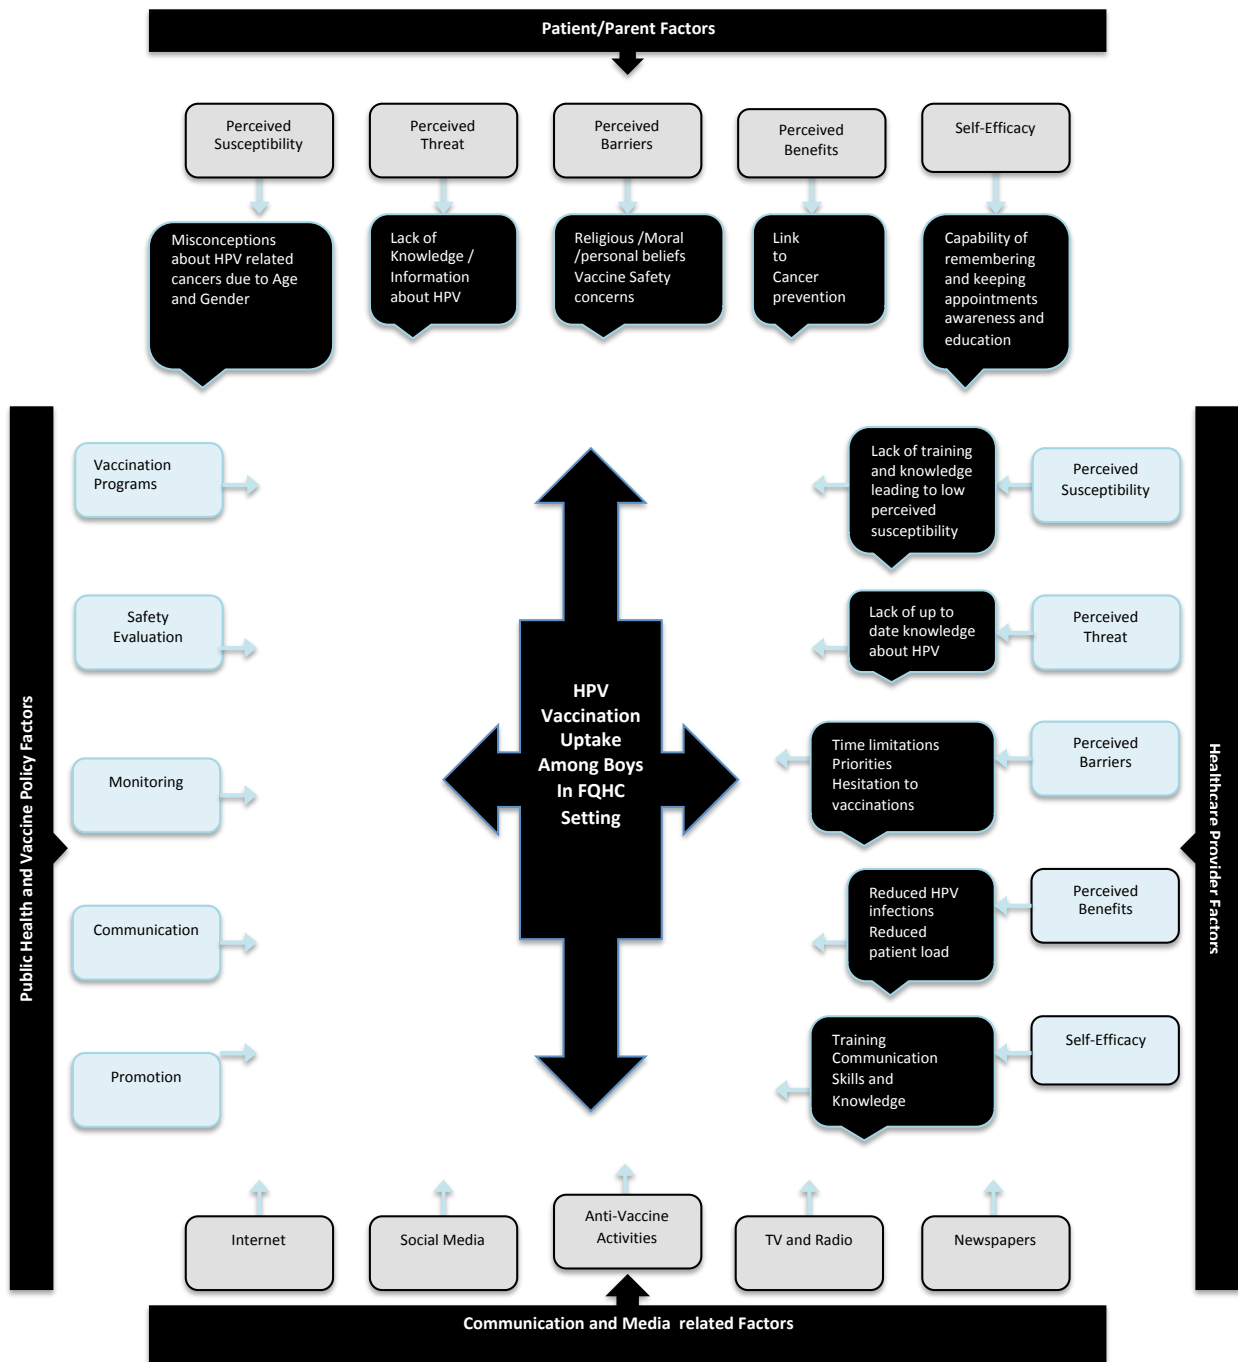 Patient/Parent Factors
Perceived
Susceptibility
Perceived
Threat
Perceived
Barriers
Perceived
Benefits
Self-Efficacy
Misconceptions
about HPV related
cancers due to Age
and Gender
Lack of
Knowledge /
Information
about HPV
Religious /Moral
/personal beliefs
Vaccine Safety
concerns
Link
to
Cancer
prevention
Capability of
remembering
and keeping
appointments
awareness and
education
Public Health and Vaccine Policy Factors
Vaccination
Programs
Safety
Evaluation
Monitoring
Communication
Promotion
HPV
Vaccination
Uptake
Among Boys
In FQHC
Setting
Lack of training
and knowledge
leading to low
perceived
susceptibility
Perceived
Susceptibility
Lack of up to
date knowledge
about HPV
Perceived
Threat
Time limitations
Priorities
Hesitation to
vaccinations
Perceived
Barriers
Reduced HPV
infections
Reduced
patient load
Perceived
Benefits
Training
Communication
Skills and
Knowledge
Self-Efficacy
Healthcare Provider Factors
Internet
Social Media
Anti-Vaccine
Activities
TV and Radio
Newspapers
Communication and Media related Factors